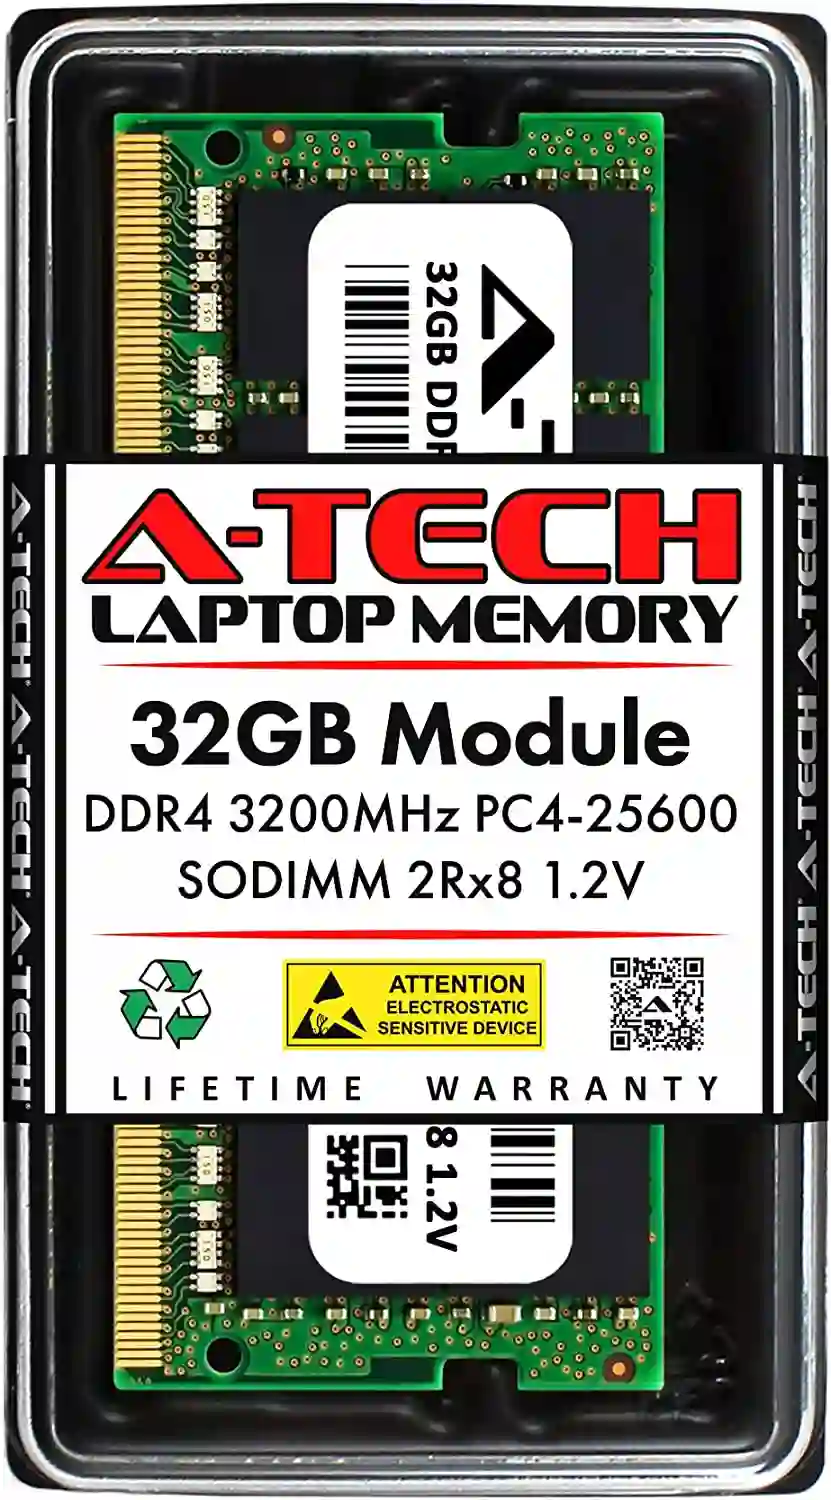 32GB DDR
A-TECH
LAPTOP MEMORY
32GB Module
DDR4 3200MHz PC4-25600
SODIMM 2Rx8 1.2V
ATTENTION
ELECTROSTATIC
SENSITIVE DEVICE
LIFETIME WARRANTY
8 1.2V
A-TECH A-TECH A-TECH
A-TECH A-TECH A-TECH